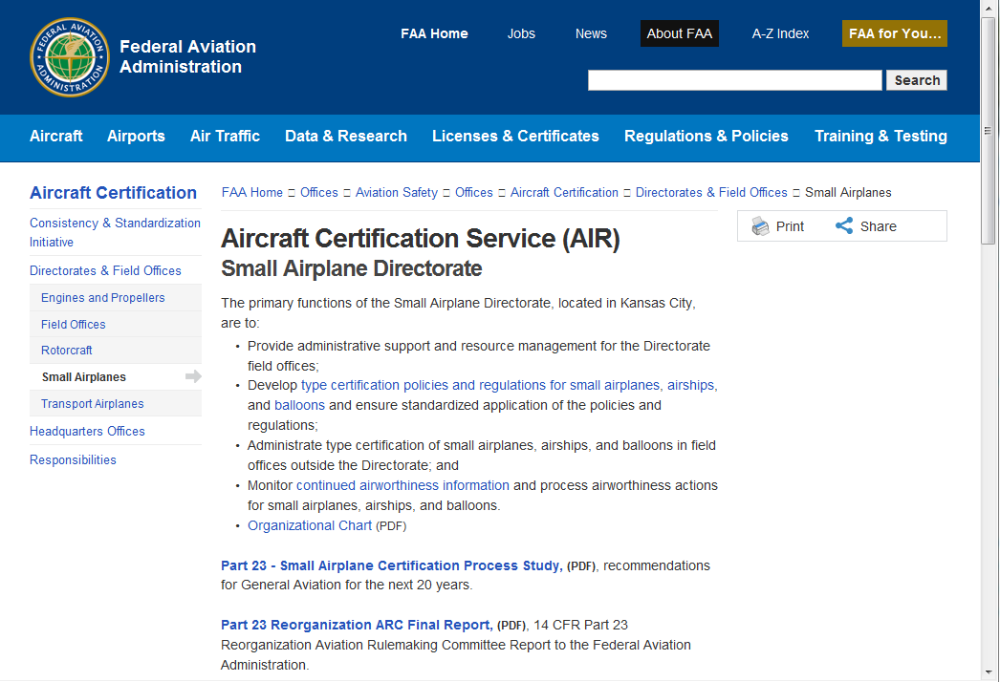 FEDERAL AVIATION ADMINISTRATION
Federal Aviation
Administration
FAA Home Jobs News About FAA A-Z Index FAA for You...
Search
Aircraft Airports Air Traffic Data & Research Licenses & Certificates Regulations & Policies Training & Testing
Aircraft Certification
Consistency & Standardization
Initiative
Directorates & Field Offices
Engines and Propellers
Field Offices
Rotorcraft
Small Airplanes
Transport Airplanes
Headquarters Offices
Responsibilities
FAA Home □ Offices □ Aviation Safety □ Offices □ Aircraft Certification □ Directorates & Field Offices □ Small Airplanes
Print Share
Aircraft Certification Service (AIR)
Small Airplane Directorate
The primary functions of the Small Airplane Directorate, located in Kansas City,
are to:
• Provide administrative support and resource management for the Directorate
field offices;
• Develop type certification policies and regulations for small airplanes, airships,
and balloons and ensure standardized application of the policies and
regulations;
• Administrate type certification of small airplanes, airships, and balloons in field
offices outside the Directorate; and
• Monitor continued airworthiness information and process airworthiness actions
for small airplanes, airships, and balloons.
• Organizational Chart (PDF)
Part 23 - Small Airplane Certification Process Study, (PDF), recommendations
for General Aviation for the next 20 years.
Part 23 Reorganization ARC Final Report, (PDF), 14 CFR Part 23
Reorganization Aviation Rulemaking Committee Report to the Federal Aviation
Administration.